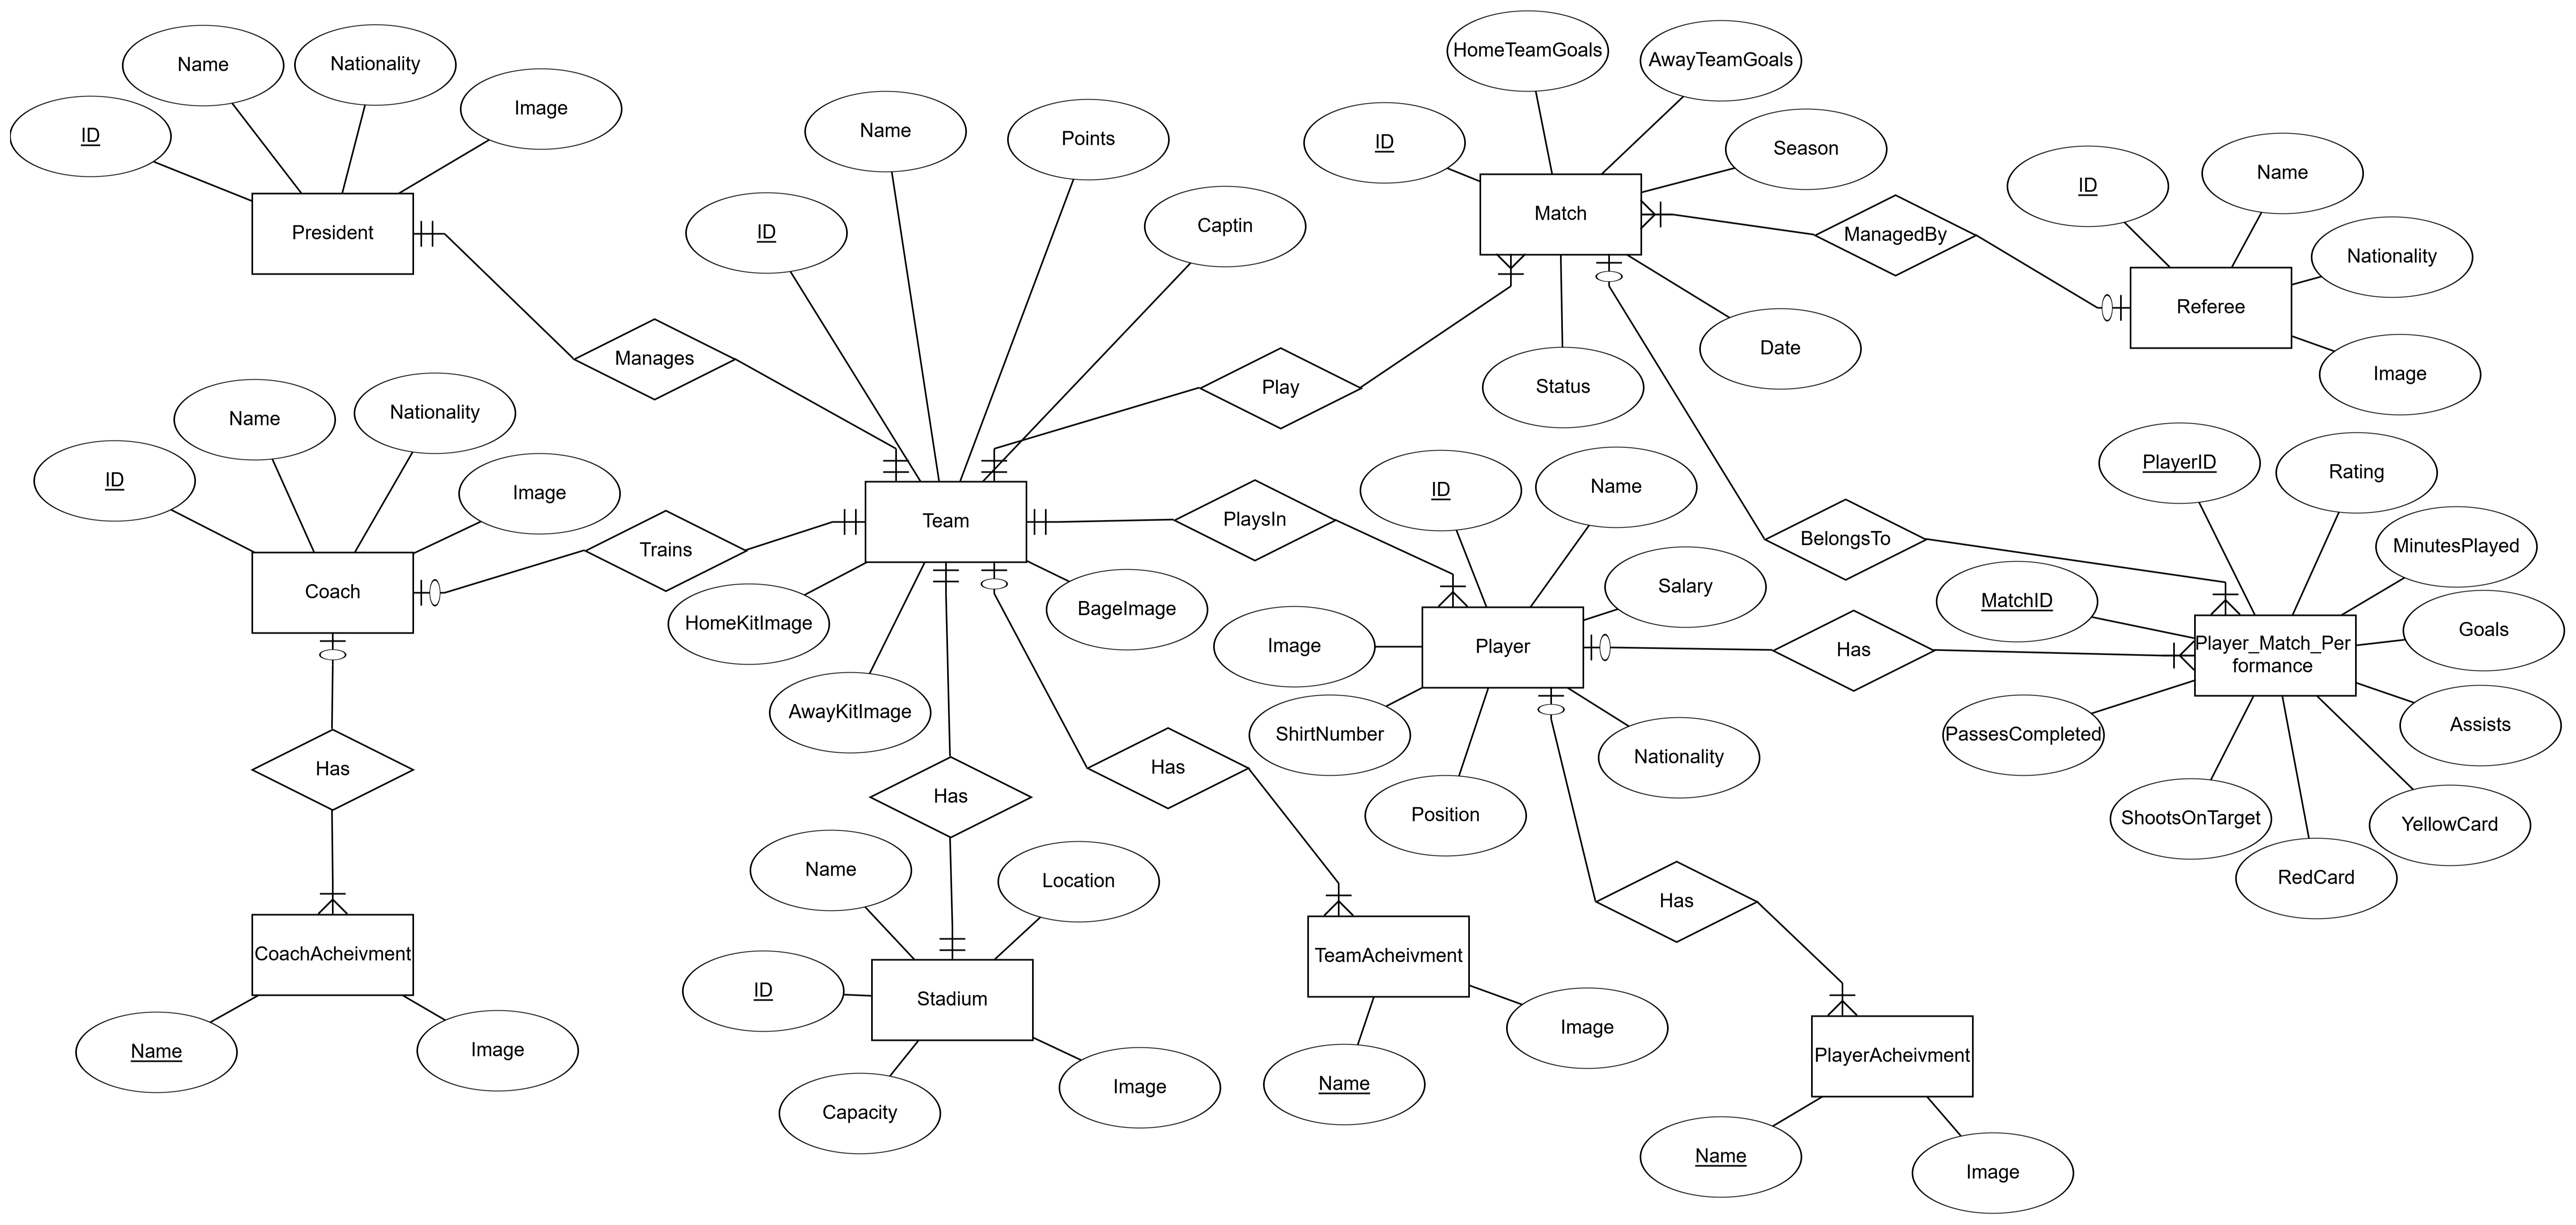 HomeTeamGoals
AwayTeamGoals
Name
Nationality
Image
ID
Name
Points
ID
Season
Name
ID
President
ID
Captin
Match
ManagedBy
Nationality
Referee
Manages
Play
Status
Date
Image
Name
Nationality
ID
Image
Team
PlaysIn
ID
Name
BelongsTo
PlayerID
Rating
MinutesPlayed
Trains
Coach
HomeKitImage
BageImage
Salary
MatchID
Goals
Image
Player
Has
Player_Match_Per
formance
AwayKitImage
ShirtNumber
Nationality
PassesCompleted
Assists
Has
Has
Has
Position
ShootsOnTarget
YellowCard
RedCard
Name
Location
Has
CoachAcheivment
ID
Stadium
TeamAcheivment
Image
Name
Image
Capacity
Image
Name
PlayerAcheivment
Name
Image